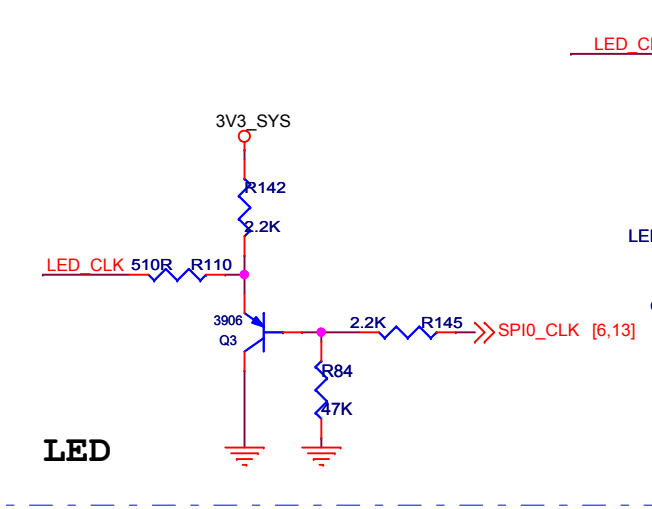 LED_Cl
3V3_SYS
R142
2.2K
LED_CLK 510R R110
3906
Q3
2.2K R145
SPI0_CLK [6,13]
R84
47K
LED